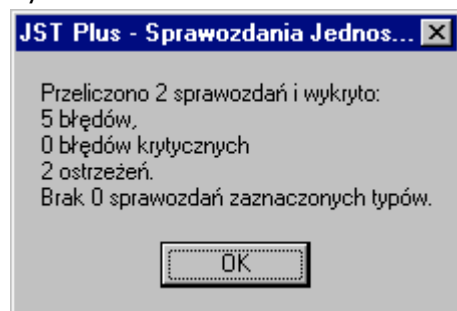 JST Plus - Sprawozdania Jednos...
Przeliczono 2 sprawozdań i wykryto:
5 błędów,
0 błędów krytycznych
2 ostrzeżeń.
Brak 0 sprawozdań zaznaczonych typów.
OK